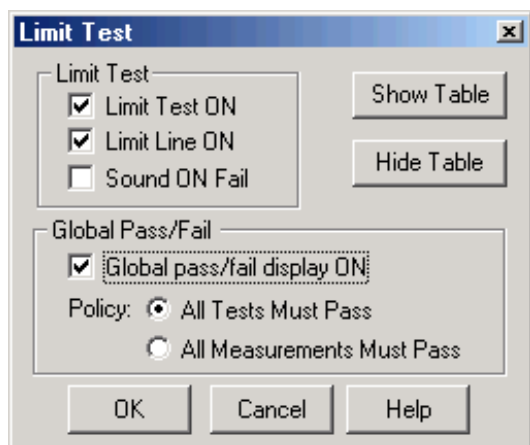 Limit Test
Limit Test
Limit Test ON
Limit Line ON
Sound ON Fail
Show Table
Hide Table
Global Pass/Fail
Global pass/fail display ON
Policy: All Tests Must Pass
All Measurements Must Pass
OK Cancel Help